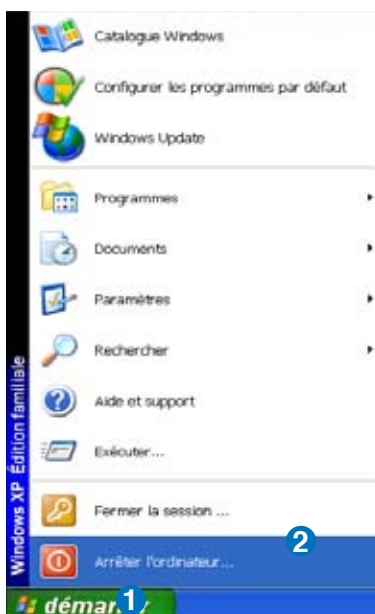 Catalogue Windows
Configurer les programmes par défaut
Windows Update
Programmes
Documents
Paramètres
Rechercher
Aide et support
Exécuter...
Fermer la session ...
2
Arrêter l'ordinateur...
Windows XP Édition familiale
démarrer
1